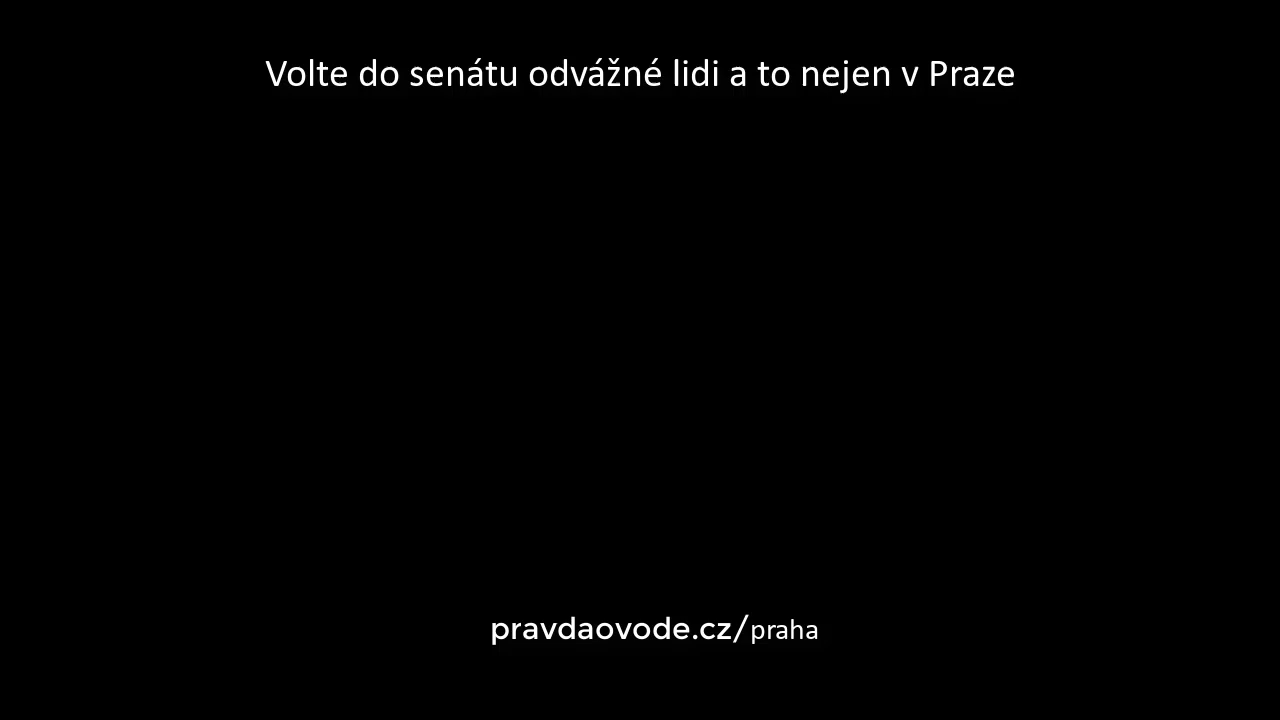 Volte do senátu odvážné lidi a to nejen v Praze
pravdaovode.cz/praha